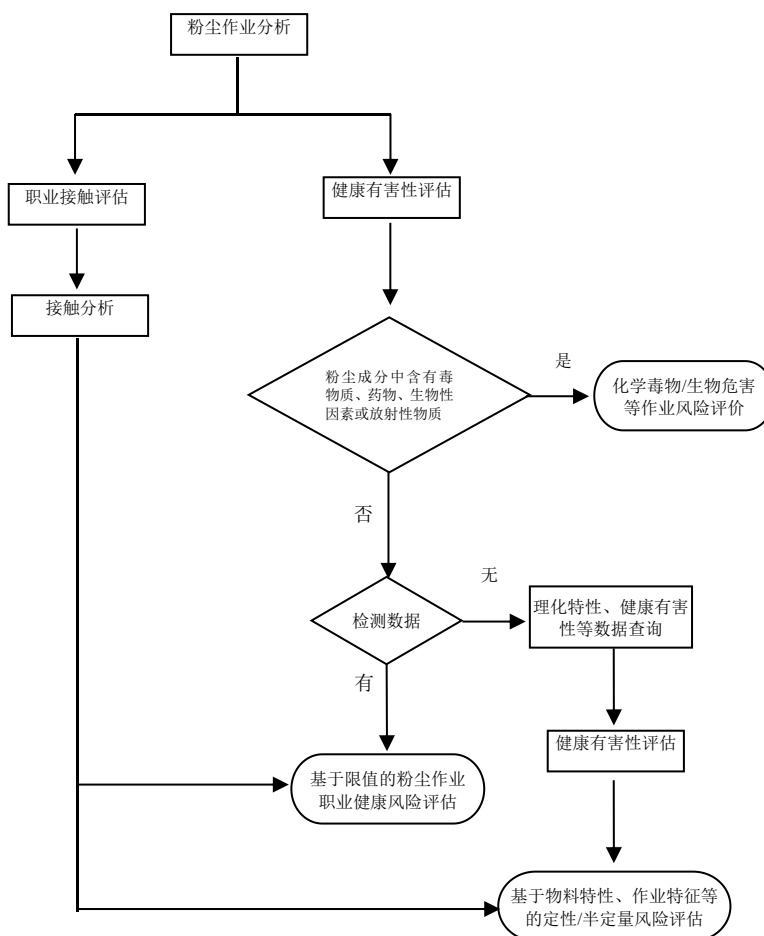 粉尘作业分析
职业接触评估
健康有害性评估
接触分析
粉尘成分中含有毒
物质、药物、生物性
因素或放射性物质
是
化学毒物/生物危害
等作业风险评价
否
检测数据
无
理化特性、健康有害
性等数据查询
有
健康有害性评估
基于限值的粉尘作业
职业健康风险评估
基于物料特性、作业特征等
的定性/半定量风险评估